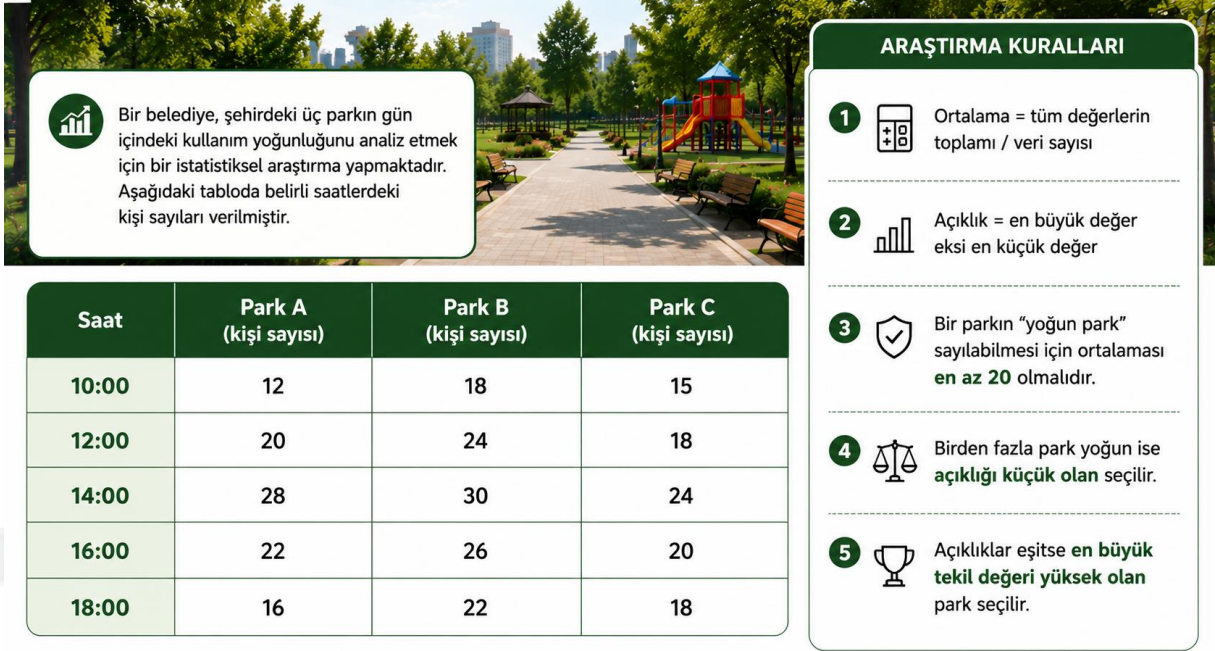 Bir belediye, şehirdeki üç parkın gün
içindeki kullanım yoğunluğunu analiz etmek
için bir istatistiksel araştırma yapmaktadır.
Aşağıdaki tabloda belirli saatlerdeki
kişi sayıları verilmiştir.
Saat Park A (kişi sayısı) Park B (kişi sayısı) Park C (kişi sayısı)
10:00 12 18 15
12:00 20 24 18
14:00 28 30 24
16:00 22 26 20
18:00 16 22 18
ARAŞTIRMA KURALLARI
1 Ortalama = tüm değerlerin
toplamı / veri sayısı
2 Açıklık = en büyük değer
eksi en küçük değer
3 Bir parkın “yoğun park”
sayılabilmesi için ortalaması
en az 20 olmalıdır.
4 Birden fazla park yoğun ise
açıklığı küçük olan seçilir.
5 Açıklıklar eşitse en büyük
tekil değeri yüksek olan
park seçilir.